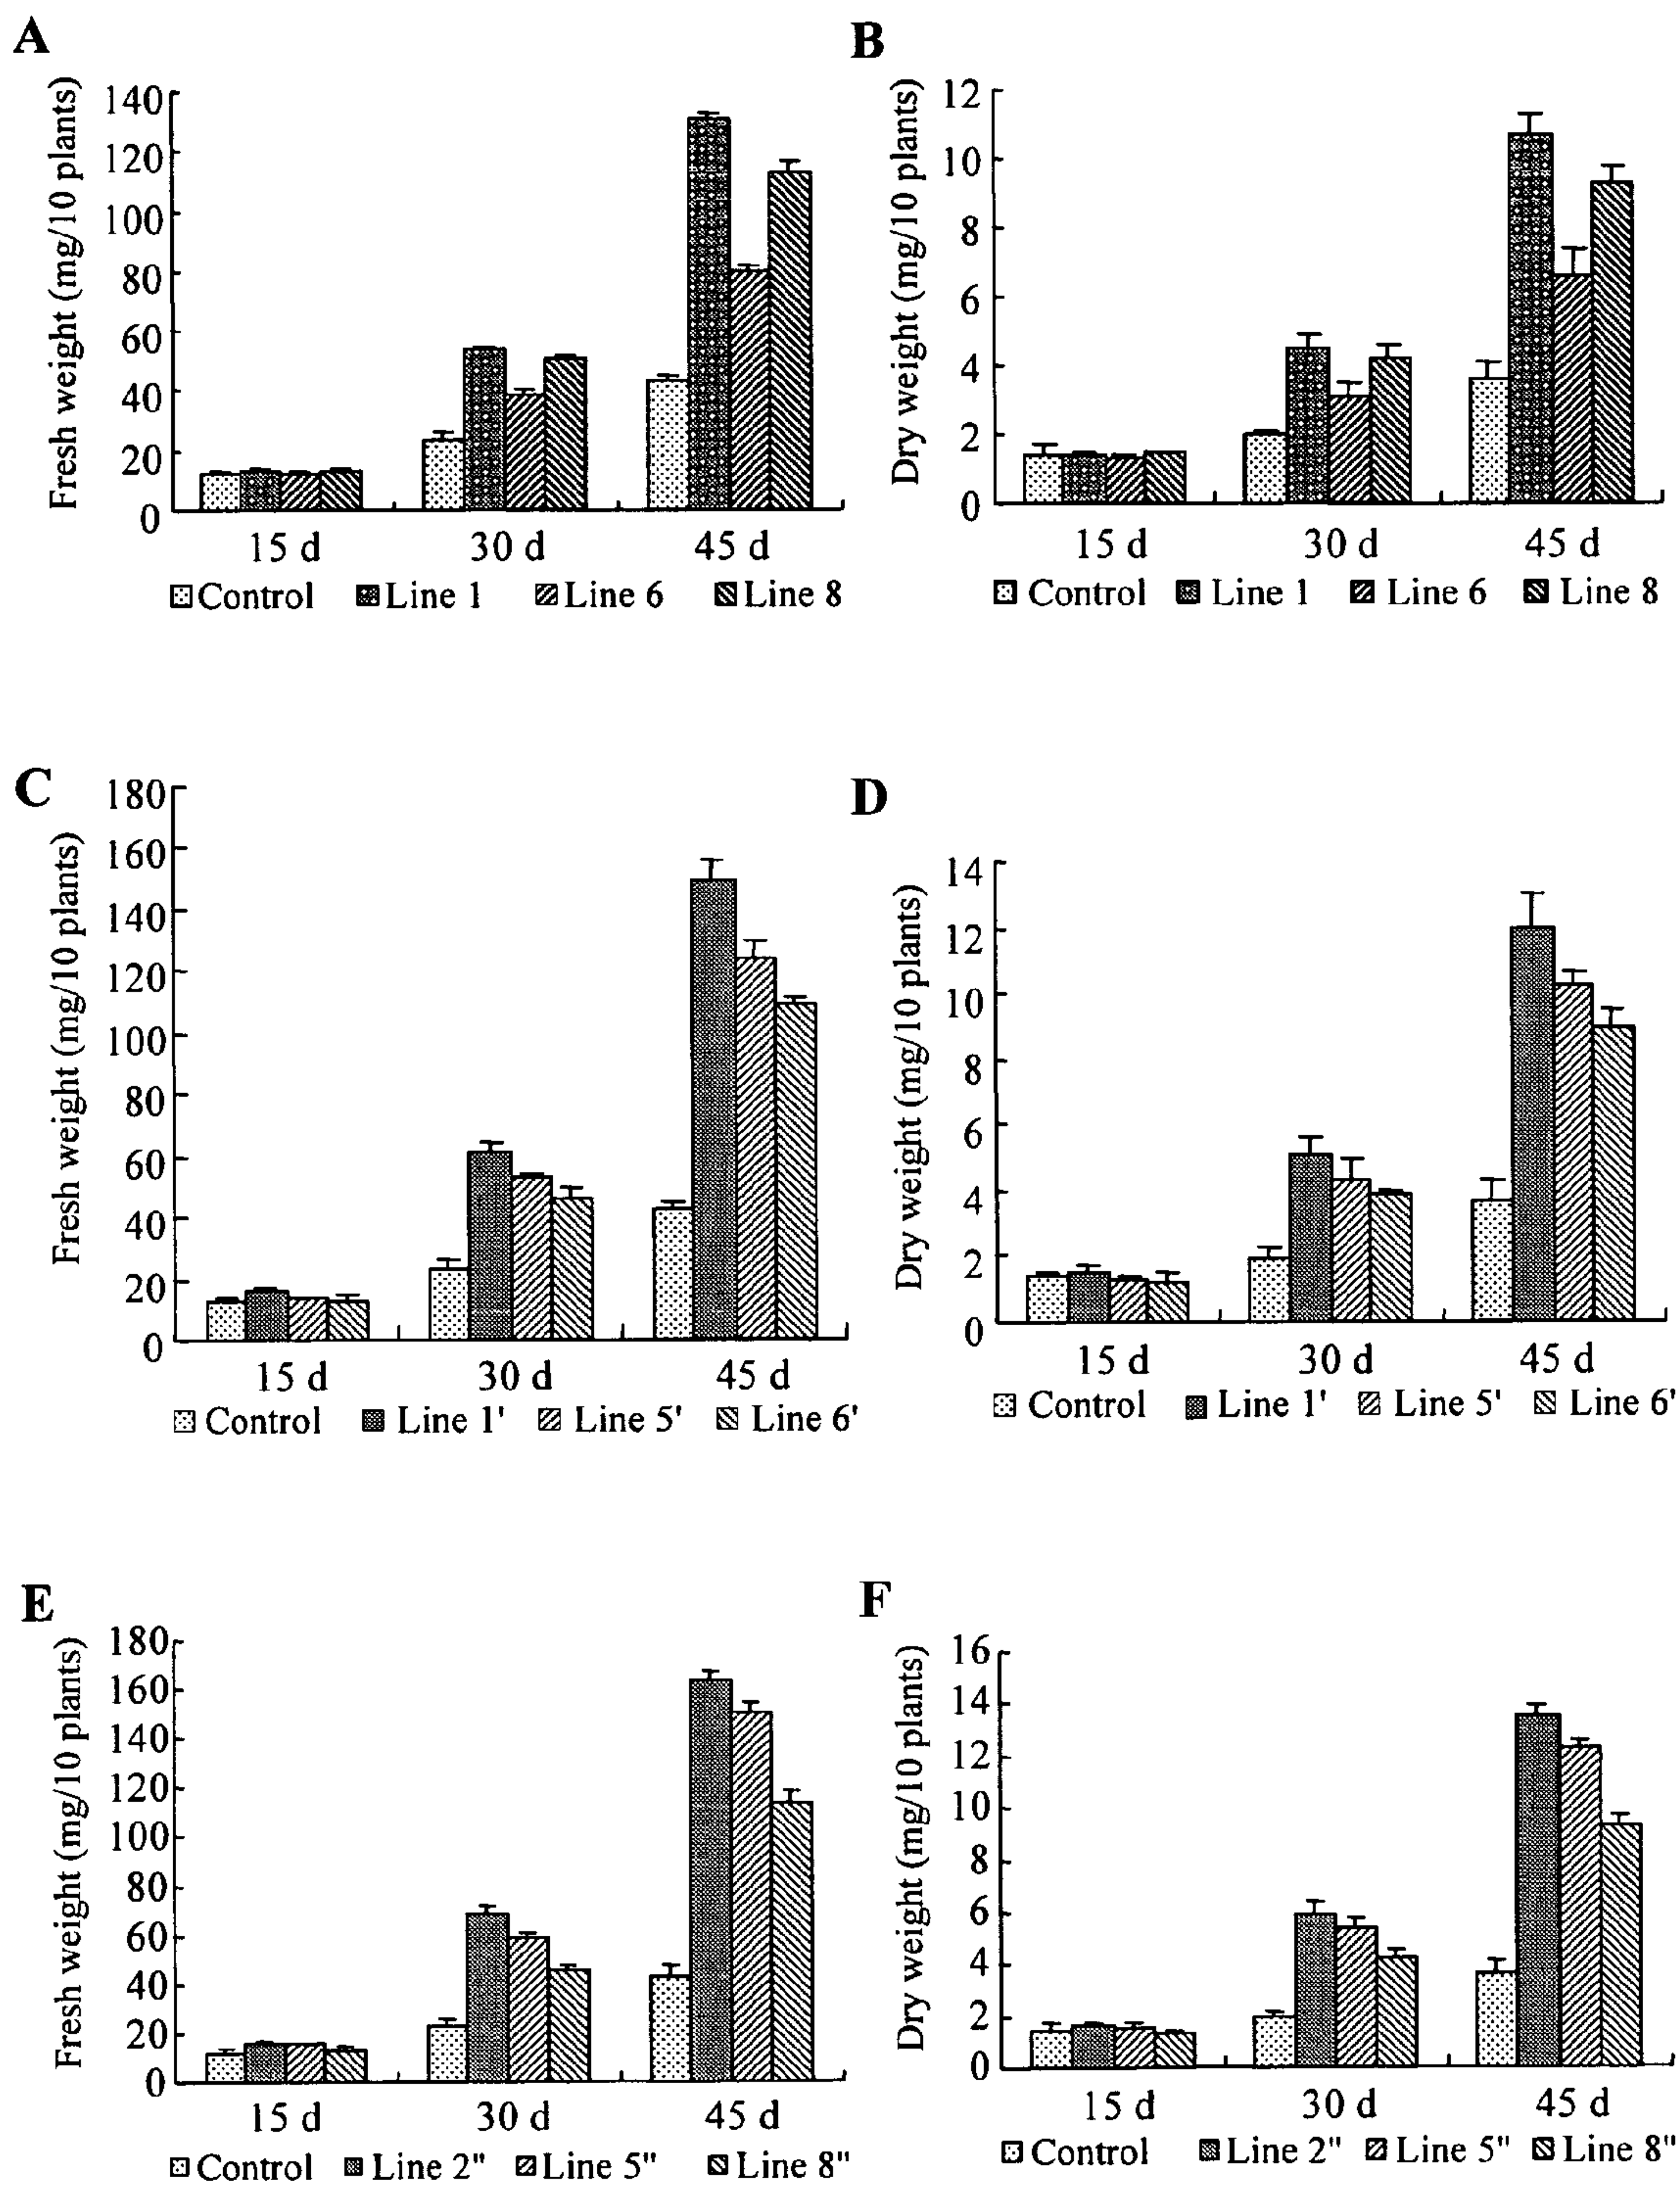 A
Fresh weight (mg/10 plants)
140
120
100
80
60
40
20
0
15 d 30 d 45 d
Control Line 1 Line 6 Line 8
B
Dry weight (mg/10 plants)
12
10
8
6
4
2
0
15 d 30 d 45 d
Control Line 1 Line 6 Line 8
C
Fresh weight (mg/10 plants)
180
160
140
120
100
80
60
40
20
0
15 d 30 d 45 d
Control Line 1' Line 5' Line 6'
D
Dry weight (mg/10 plants)
14
12
10
8
6
4
2
0
15 d 30 d 45 d
Control Line 1' Line 5' Line 6'
E
Fresh weight (mg/10 plants)
180
160
140
120
100
80
60
40
20
0
15 d 30 d 45 d
Control Line 2" Line 5" Line 8"
F
Dry weight (mg/10 plants)
16
14
12
10
8
6
4
2
0
15 d 30 d 45 d
Control Line 2" Line 5" Line 8"